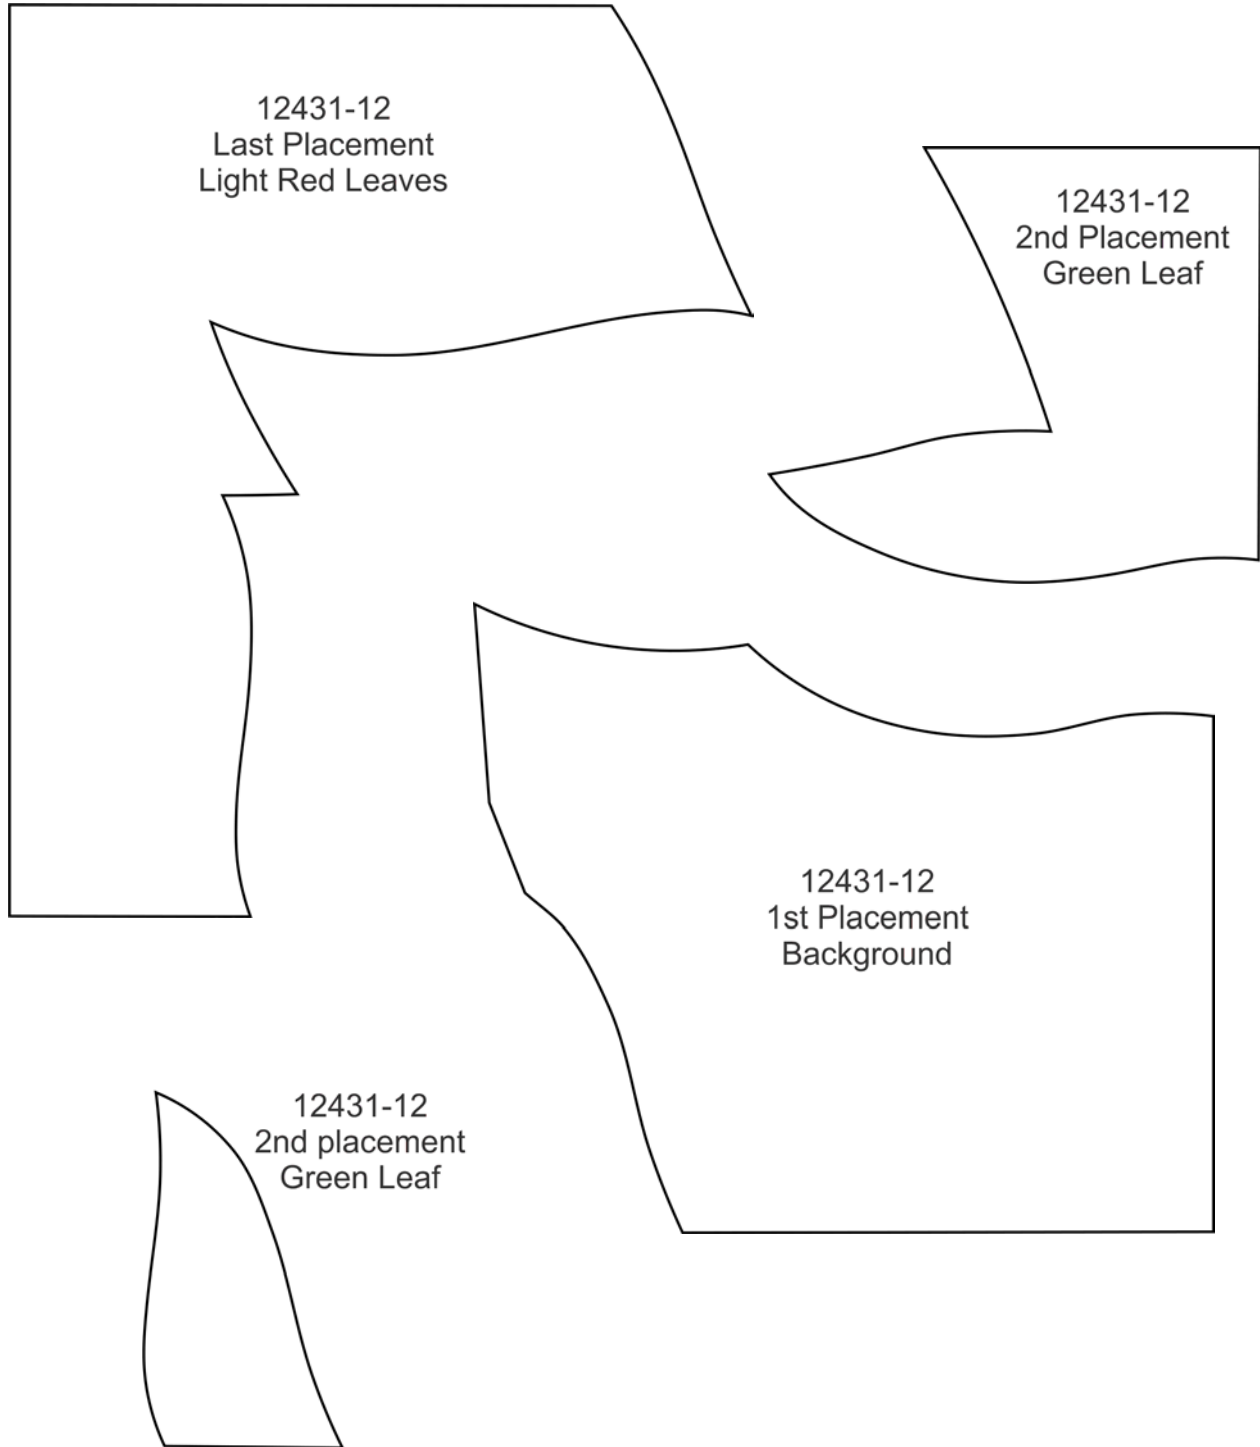 12431-12
Last Placement
Light Red Leaves
12431-12
2nd Placement
Green Leaf
12431-12
1st Placement
Background
12431-12
2nd placement
Green Leaf